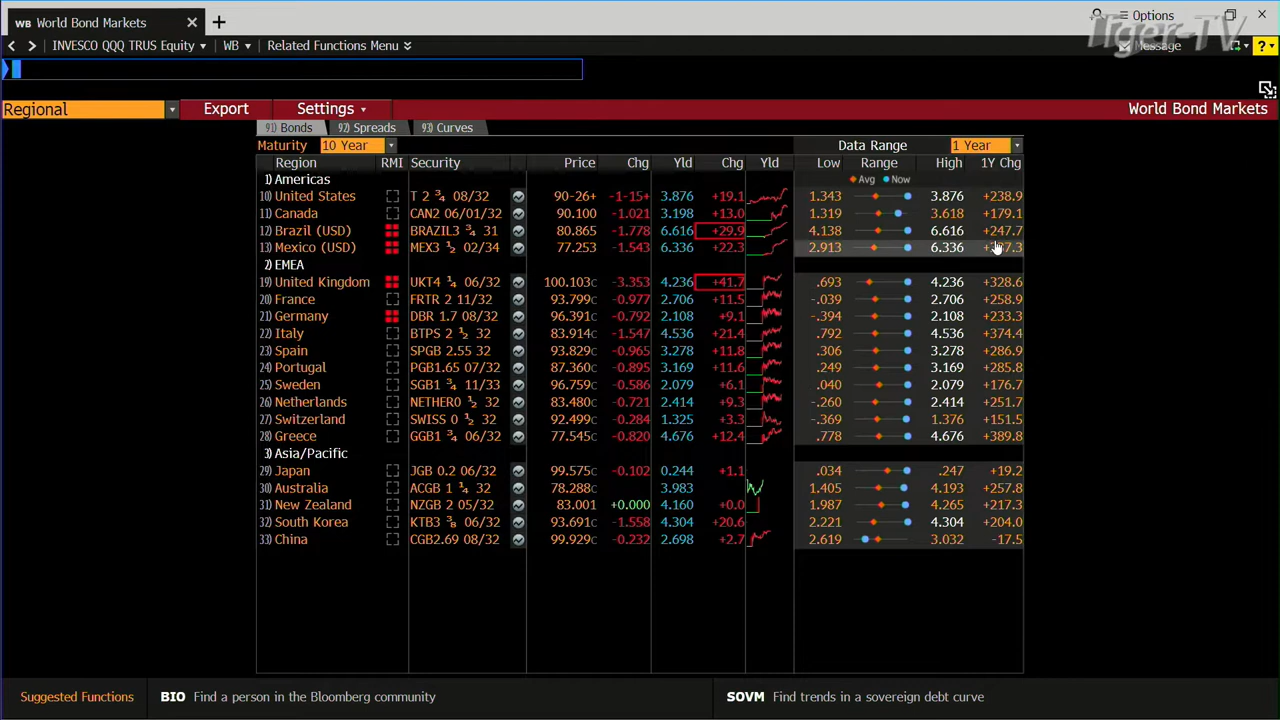 WB World Bond Markets
Options
Tiger-TV
INVESCO QQQ TRUS Equity WB Related Functions Menu Message ?
Regional Export Settings World Bond Markets
91) Bonds 92) Spreads 93) Curves
Maturity 10 Year Data Range 1 Year
Region RMI Security Price Chg Yld Chg Yld Low Range High 1Y Chg
1) Americas Avg Now
10) United States T 2 ¾ 08/32 90-26+ -1-15+ 3.876 +19.1 1.343 3.876 +238.9
11) Canada CAN2 06/01/32 90.100 -1.021 3.198 +13.0 1.319 3.618 +179.1
12) Brazil (USD) BRAZIL3 ¾ 31 80.865 -1.778 6.616 +29.9 4.138 6.616 +247.7
13) Mexico (USD) MEX3 ½ 02/34 77.253 -1.543 6.336 +22.3 2.913 6.336
2) EMEA
19) United Kingdom UKT4 ¼ 06/32 100.103C -3.353 4.236 +41.7 .693 4.236 +328.6
20) France FRTR 2 11/32 93.799C -0.977 2.706 +11.5 -.039 2.706 +258.9
21) Germany DBR 1.7 08/32 96.391C -0.792 2.108 +9.1 -.394 2.108 +233.3
22) Italy BTPS 2 ½ 32 83.914C -1.547 4.536 +21.4 .792 4.536 +374.4
23) Spain SPGB 2.55 32 93.829C -0.965 3.278 +11.8 .306 3.278 +286.9
24) Portugal PGB1.65 07/32 87.360C -0.895 3.169 +11.6 .249 3.169 +285.8
25) Sweden SGB1 ¾ 11/33 96.759C -0.586 2.079 +6.1 .040 2.079 +176.7
26) Netherlands NETHER0 ½ 32 83.480C -0.721 2.414 +9.3 -.260 2.414 +251.7
27) Switzerland SWISS 0 ½ 32 92.499C -0.284 1.325 +3.3 -.369 1.376 +151.5
28) Greece GGB1 ¾ 06/32 77.545C -0.820 4.676 +12.4 .778 4.676 +389.8
3) Asia/Pacific
29) Japan JGB 0.2 06/32 99.575C -0.102 0.244 +1.1 .034 .247 +19.2
30) Australia ACGB 1 ¼ 32 78.288C 3.983 1.405 4.193 +257.8
31) New Zealand NZGB 2 05/32 83.001 +0.000 4.160 +0.0 1.987 4.265 +217.3
32) South Korea KTB3 ⅜ 06/32 93.691C -1.558 4.304 +20.6 2.221 4.304 +204.0
33) China CGB2.69 08/32 99.929C -0.232 2.698 +2.7 2.619 3.032 -17.5
Suggested Functions BIO Find a person in the Bloomberg community SOVM Find trends in a sovereign debt curve